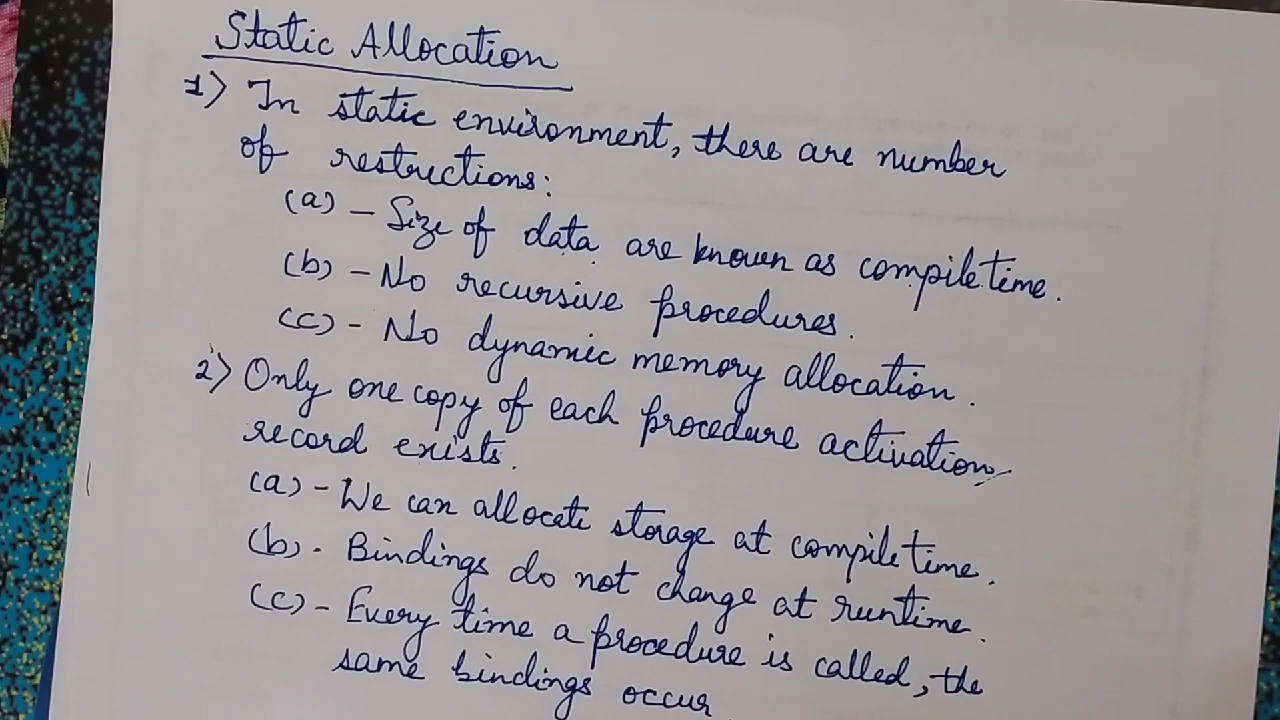 Static Allocation
1) In static environment, there are number
of restrictions:
(a) - Size of data are known as compile time.
(b) - No recursive procedures.
(c) - No dynamic memory allocation.
2) Only one copy of each procedure activation
record exists.
(a) - We can allocate storage at compile time.
(b) - Bindings do not change at runtime.
(c) - Every time a procedure is called, the
same bindings occur